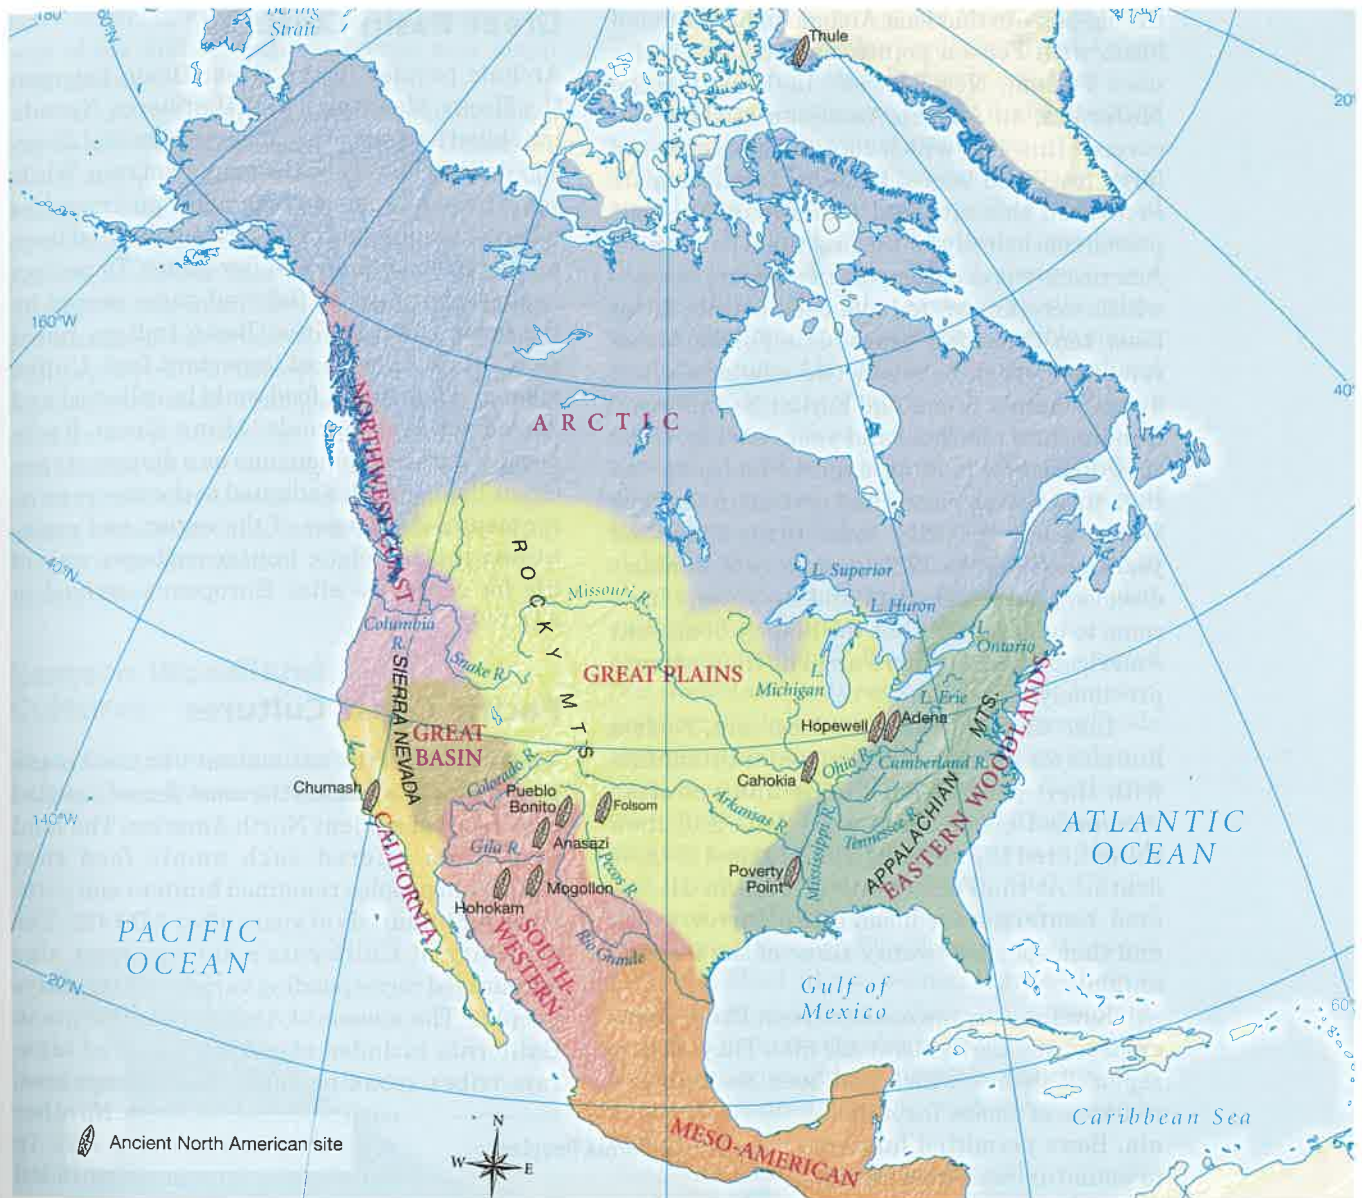 180°
60°N
Bering
Strait
Thule
20°
160°W
40°
ARCTIC
NORTHWEST COAST
40°N
ROCKY MTS.
Missouri R.
L. Superior
L. Huron
Columbia
R.
Snake R.
GREAT PLAINS
L.
Michigan
L.
Ontario
L. Erie
SIERRA NEVADA
GREAT
BASIN
Hopewell
Adena
MTS.
EASTERN WOODLANDS
Colorado R.
Cahokia
Ohio R.
Cumberland R.
Chumash
Pueblo
Bonito
Folsom
Arkansas R.
Tennessee R.
APPALACHIAN
140°W
CALIFORNIA
Gila R.
Anasazi
Pecos R.
Mississippi R.
ATLANTIC
OCEAN
Poverty
Point
Mogollon
Hohokam
PACIFIC
OCEAN
SOUTH-
WESTERN
Rio Grande
20°N
Gulf of
Mexico
60°
Caribbean Sea
MESO-AMERICAN
Ancient North American site
N
W
E